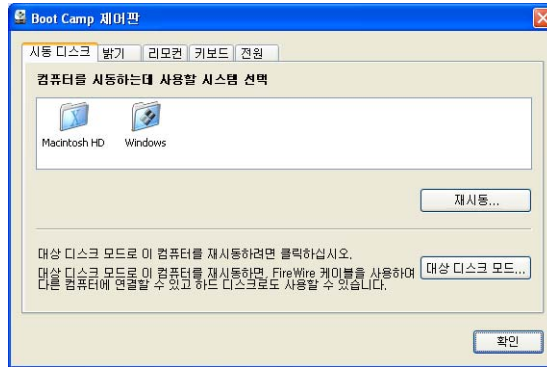 Boot Camp 제어판
시동 디스크 밝기 리모컨 키보드 전원
컴퓨터를 시동하는데 사용할 시스템 선택
Macintosh HD Windows
재시동...
대상 디스크 모드로 이 컴퓨터를 재시동하려면 클릭하십시오.
대상 디스크 모드로 이 컴퓨터를 재시동하면, FireWire 케이블을 사용하여
다른 컴퓨터에 연결할 수 있고 하드 디스크로도 사용할 수 있습니다.
대상 디스크 모드...
확인